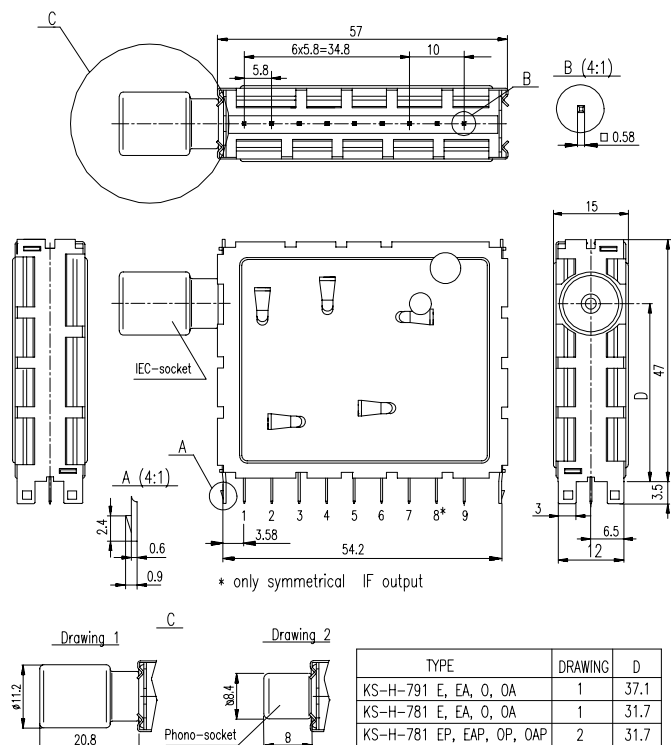 C
57
6x5.8=34.8
10
5.8
B
B (4:1)
□ 0.58
15
IEC-socket
D
47
A
A (4:1)
1 2 3 4 5 6 7 8* 9
3.5
3
2.4
3.58
6.5
0.6
54.2
12
0.9
* only symmetrical IF output
C
Drawing 1
Drawing 2
TYPE DRAWING D
KS-H-791 E, EA, O, OA 1 37.1
KS-H-781 E, EA, O, OA 1 31.7
KS-H-781 EP, EAP, OP, OAP 2 31.7
ø11.2
ø8.4
20.8
Phono-socket
8